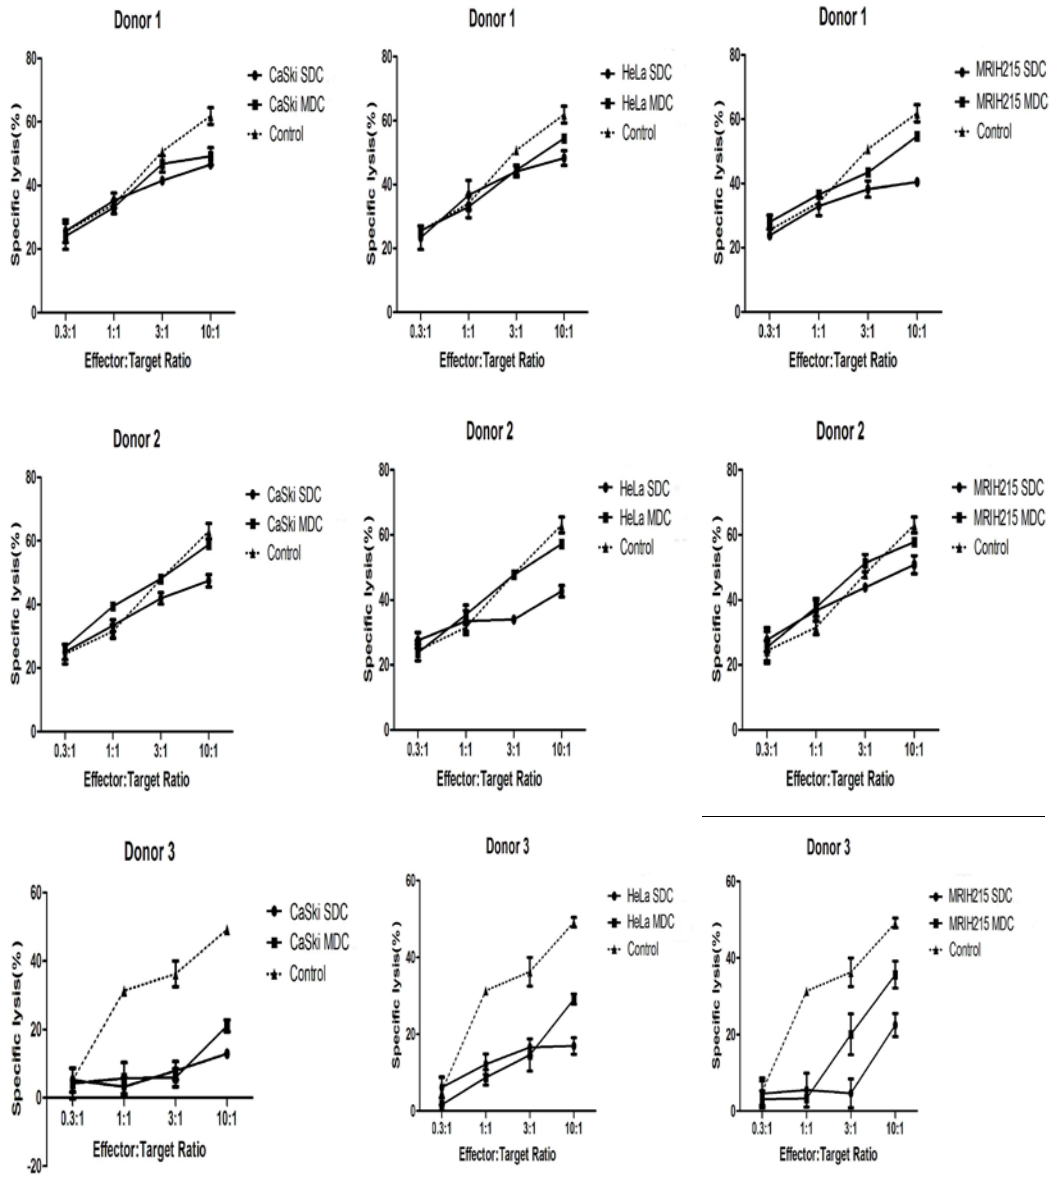 Donor 1
80
60
40
20
0
Specific lysis(%)
CaSki SDC
CaSki MDC
Control
0.3:1 1:1 3:1 10:1
Effector:Target Ratio
Donor 1
80
60
40
20
0
Specific lysis(%)
HeLa SDC
HeLa MDC
Control
0.3:1 1:1 3:1 10:1
Effector:Target Ratio
Donor 1
80
60
40
20
0
Specific lysis(%)
MRIH215 SDC
MRIH215 MDC
Control
0.3:1 1:1 3:1 10:1
Effector:Target Ratio
Donor 2
80
60
40
20
0
Specific lysis(%)
CaSki SDC
CaSki MDC
Control
0.3:1 1:1 3:1 10:1
Effector:Target Ratio
Donor 2
80
60
40
20
0
Specific lysis(%)
HeLa SDC
HeLa MDC
Control
0.3:1 1:1 3:1 10:1
Effector:Target Ratio
Donor 2
80
60
40
20
0
Specific lysis(%)
MRIH215 SDC
MRIH215 MDC
Control
0.3:1 1:1 3:1 10:1
Effector:Target Ratio
Donor 3
60
40
20
0
-20
Specific lysis(%)
CaSki SDC
CaSki MDC
Control
0.3:1 1:1 3:1 10:1
Effector:Target Ratio
Donor 3
60
40
20
0
Specific lysis(%)
HeLa SDC
HeLa MDC
Control
0.3:1 1:1 3:1 10:1
Effector:Target Ratio
Donor 3
60
40
20
0
Specific lysis(%)
MRIH215 SDC
MRIH215 MDC
Control
0.3:1 1:1 3:1 10:1
Effector:Target Ratio